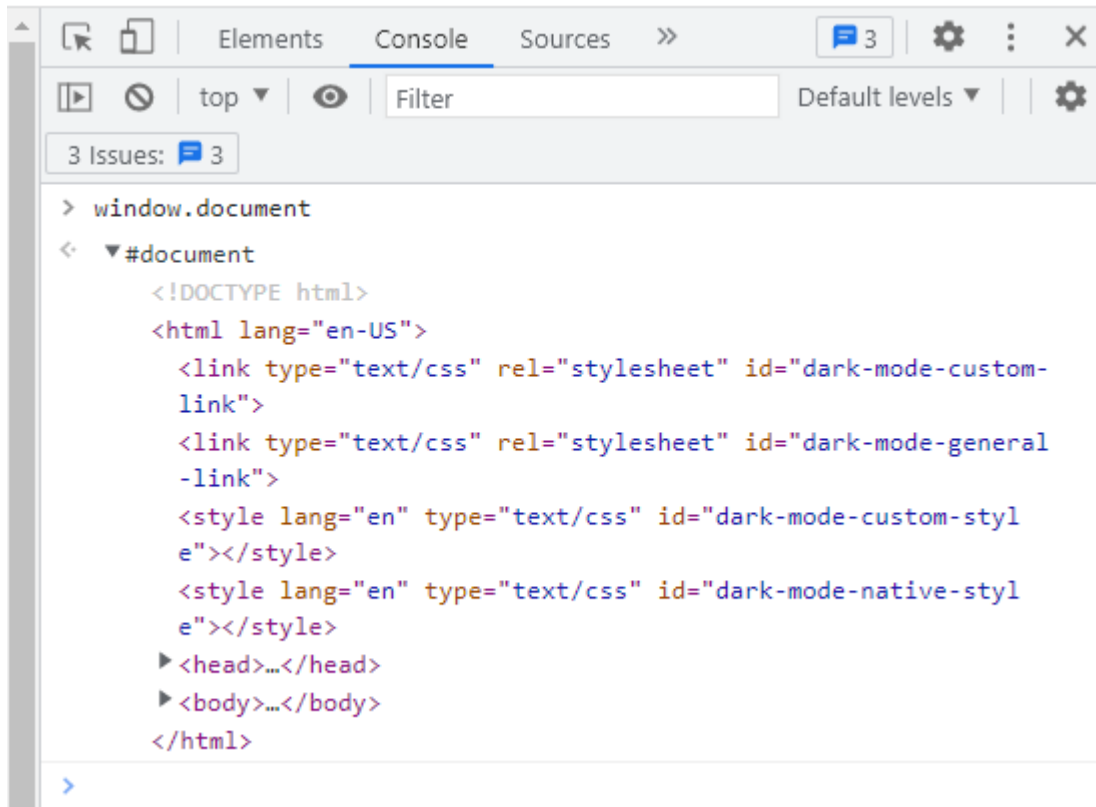 Elements Console Sources 3
top Filter Default levels
3 Issues: 3
window.document
#document
<!DOCTYPE html>
<html lang="en-US">
<link type="text/css" rel="stylesheet" id="dark-mode-custom-
link">
<link type="text/css" rel="stylesheet" id="dark-mode-general
-link">
<style lang="en" type="text/css" id="dark-mode-custom-styl
e"></style>
<style lang="en" type="text/css" id="dark-mode-native-styl
e"></style>
<head>…</head>
<body>…</body>
</html>